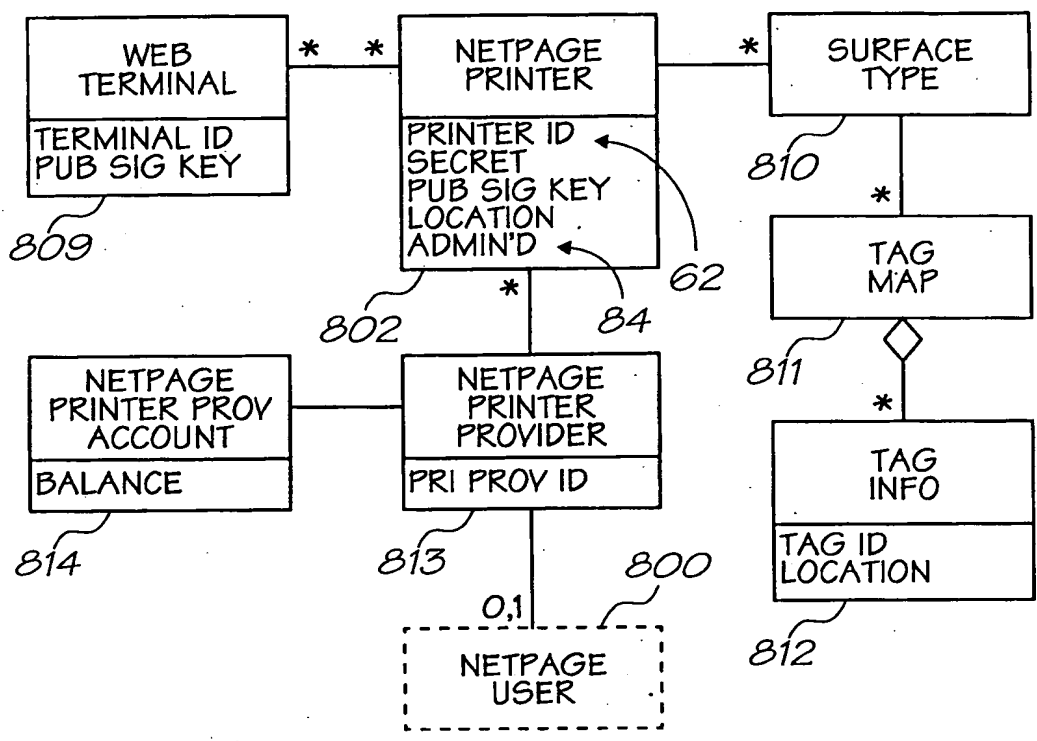 WEB
TERMINAL
TERMINAL ID
PUB SIG KEY
809
*
*
NETPAGE
PRINTER
PRINTER ID
SECRET
PUB SIG KEY
LOCATION
ADMIN'D
802
62
84
*
*
SURFACE
TYPE
810
*
TAG
MAP
811
*
TAG
INFO
TAG ID
LOCATION
812
NETPAGE
PRINTER PROV
ACCOUNT
BALANCE
814
NETPAGE
PRINTER
PROVIDER
PRI PROV ID
813
800
0,1
NETPAGE
USER